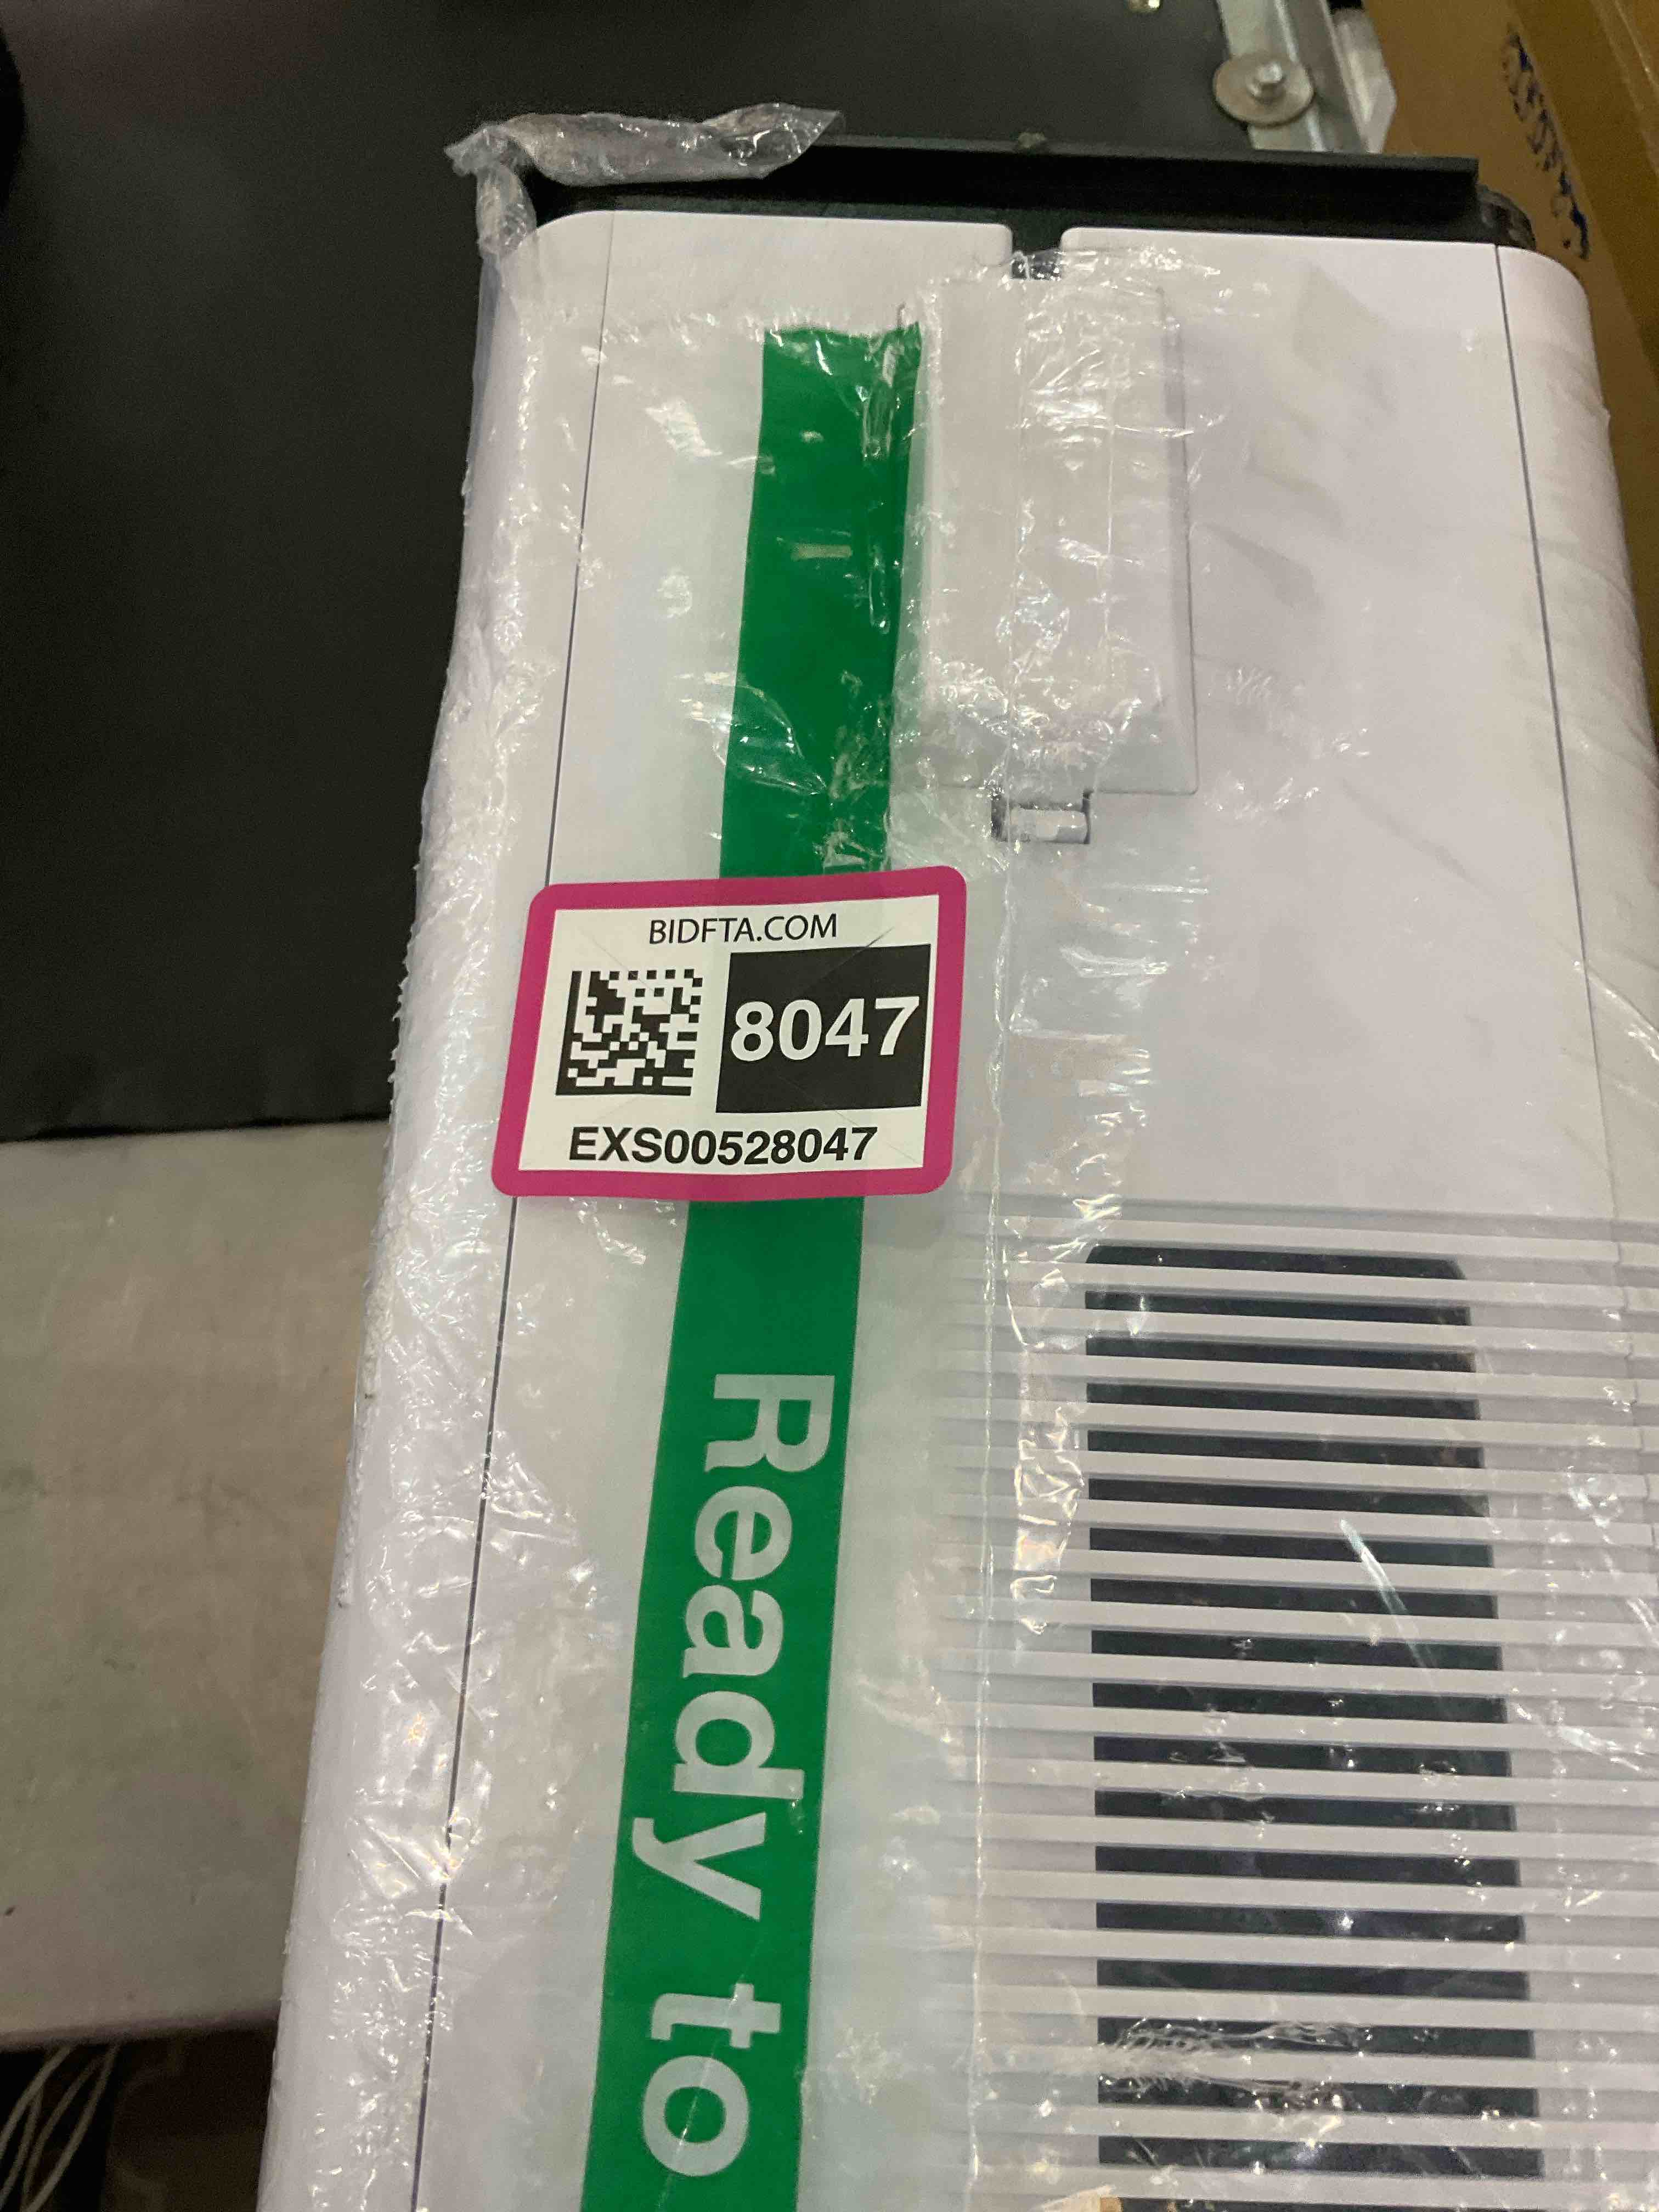 BIDFTA.COM
8047
EXS00528047
Ready to